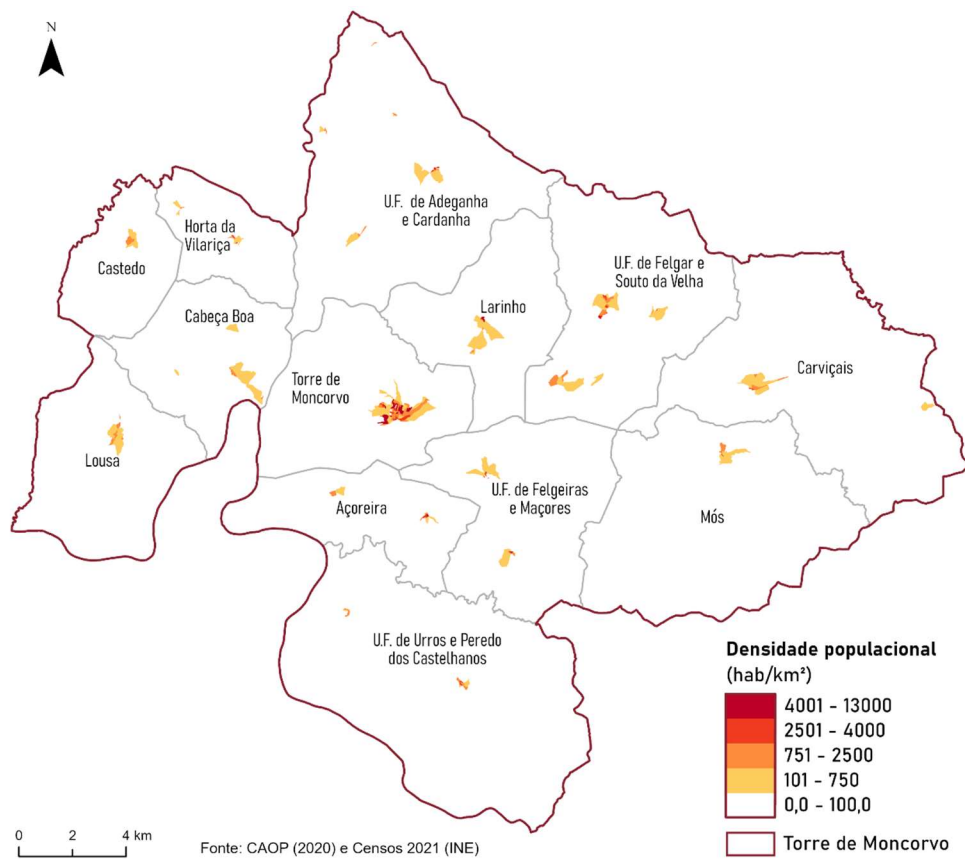 N
U.F. de Adeganha
e Cardanha
Horta da
Vilariça
Castedo
U.F. de Felgar e
Souto da Velha
Larinho
Cabeça Boa
Carviçais
Torre de
Moncorvo
Lousa
U.F. de Felgeiras
e Maçores
Açoreira
Mós
U.F. de Urros e Peredo
dos Castelhanos
Densidade populacional
(hab/km²)
4001 - 13000
2501 - 4000
751 - 2500
101 - 750
0,0 - 100,0
Torre de Moncorvo
0 2 4 km
Fonte: CAOP (2020) e Censos 2021 (INE)